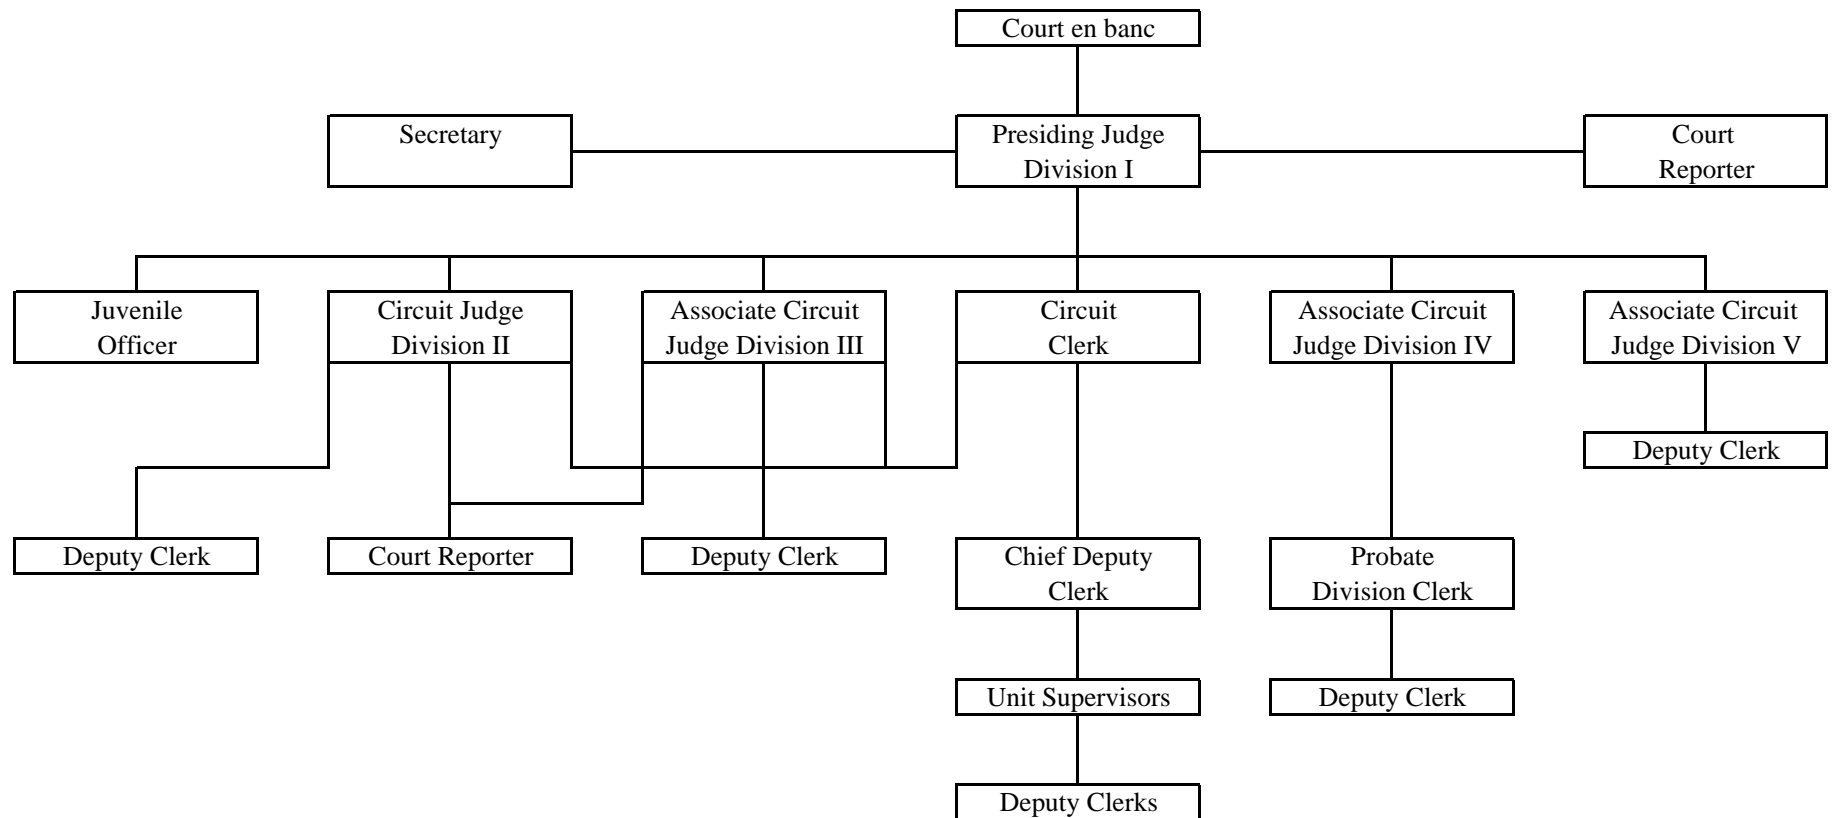 Court en banc
Secretary
Presiding Judge
Division I
Court
Reporter
Juvenile
Officer
Circuit Judge
Division II
Associate Circuit
Judge Division III
Circuit
Clerk
Associate Circuit
Judge Division IV
Associate Circuit
Judge Division V
Deputy Clerk
Deputy Clerk
Court Reporter
Deputy Clerk
Chief Deputy
Clerk
Probate
Division Clerk
Unit Supervisors
Deputy Clerk
Deputy Clerks